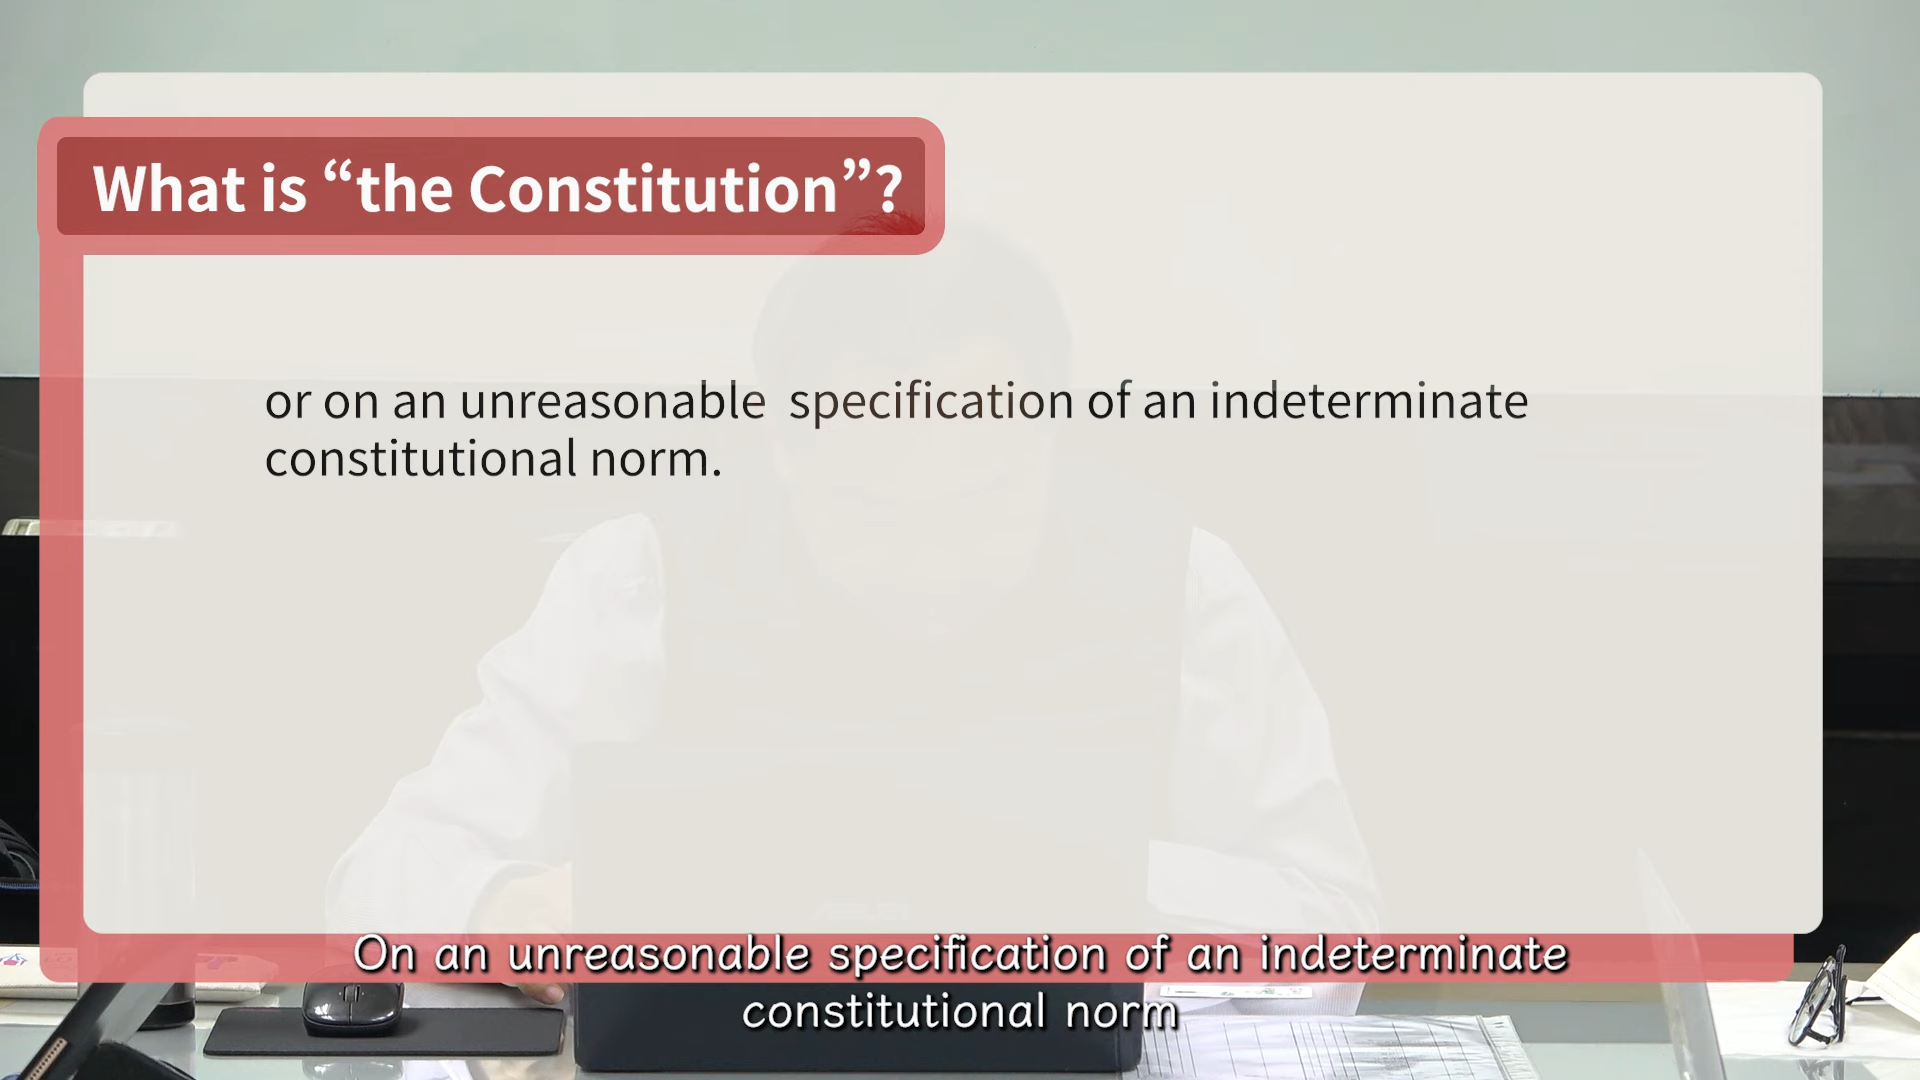 What is “the Constitution”?
or on an unreasonable  specification of an indeterminate
constitutional norm.
On an unreasonable specification of an indeterminate
constitutional norm